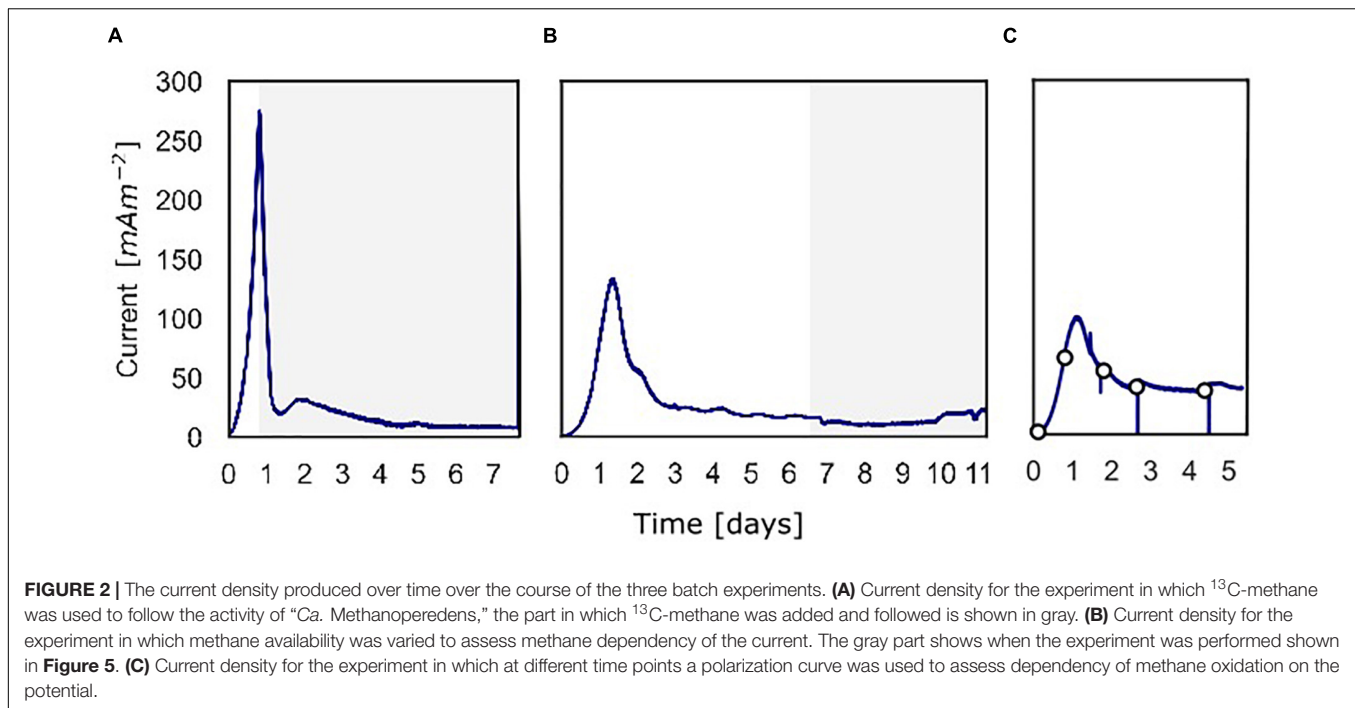 A B C
300
250
200
150
100
50
0
Current [mAm⁻²]
0 1 2 3 4 5 6 7
0 1 2 3 4 5 6 7 8 9 10 11
0 1 2 3 4 5
Time [days]
FIGURE 2 | The current density produced over time over the course of the three batch experiments. (A) Current density for the experiment in which ¹³C-methane
was used to follow the activity of “Ca. Methanoperedens,” the part in which ¹³C-methane was added and followed is shown in gray. (B) Current density for the
experiment in which methane availability was varied to assess methane dependency of the current. The gray part shows when the experiment was performed shown
in Figure 5. (C) Current density for the experiment in which at different time points a polarization curve was used to assess dependency of methane oxidation on the
potential.